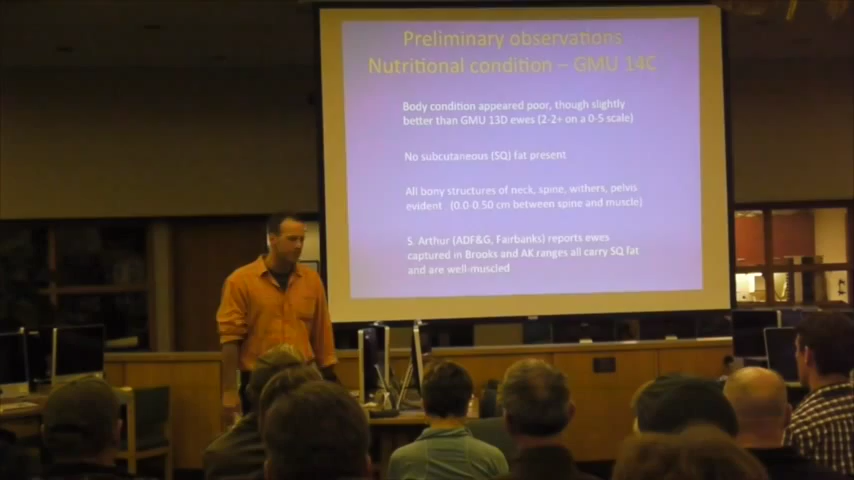 Preliminary observations
Nutritional condition – GMU 14C
Body condition appeared poor, though slightly
better than GMU 13D ewes (2-2+ on a 0-5 scale)
No subcutaneous (SQ) fat present
All bony structures of neck, spine, withers, pelvis
evident (0.0-0.50 cm between spine and muscle)
S. Arthur (ADF&G, Fairbanks) reports ewes
captured in Brooks and AK ranges all carry SQ fat
and are well-muscled